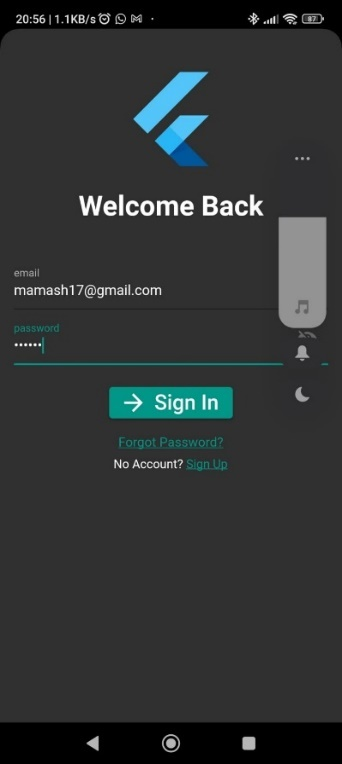 20:56 | 1.1KB/s
87
Welcome Back
email
mamash17@gmail.com
password
••••••
Sign In
Forgot Password?
No Account? Sign Up